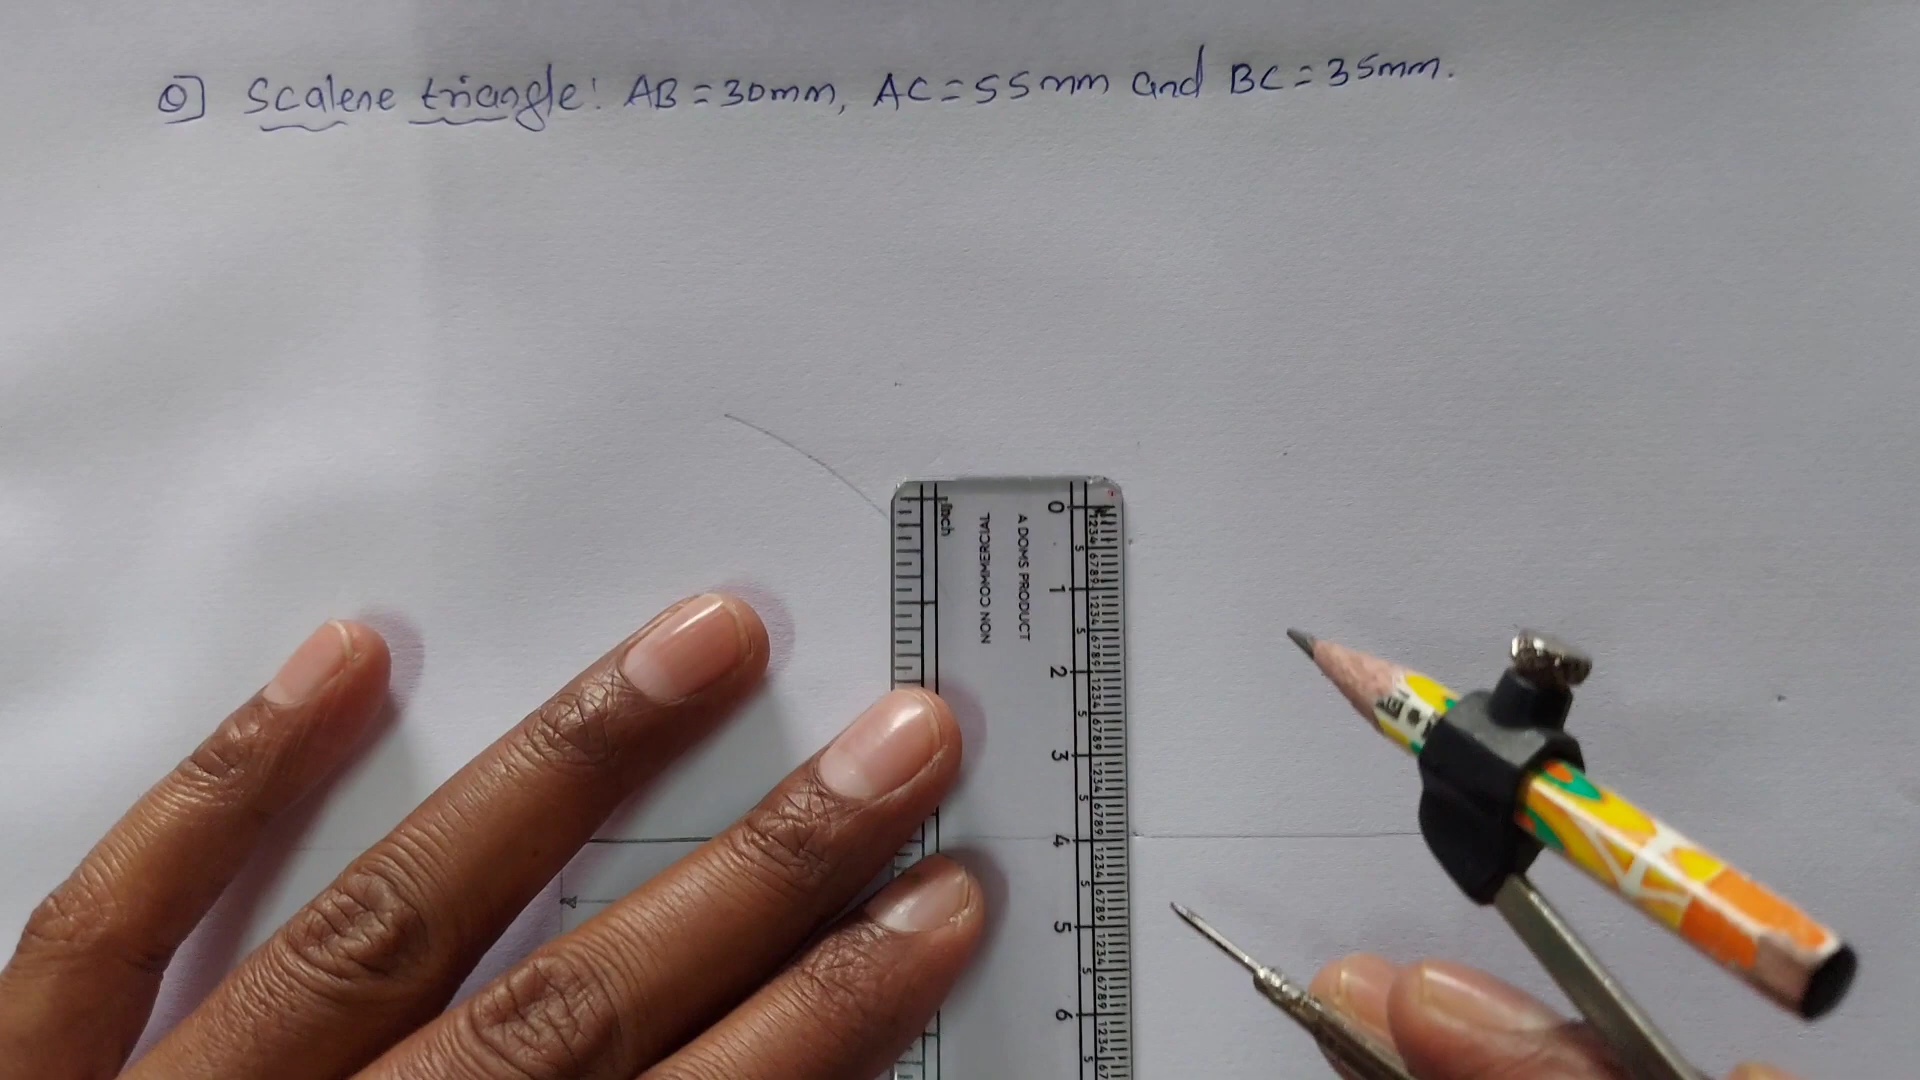 ⊙] Scalene triangle: AB = 30mm, AC = 55mm and BC = 35mm.
inch
NON COMMERCIAL
A DOMS PRODUCT
0 1 2 3 4 5 6